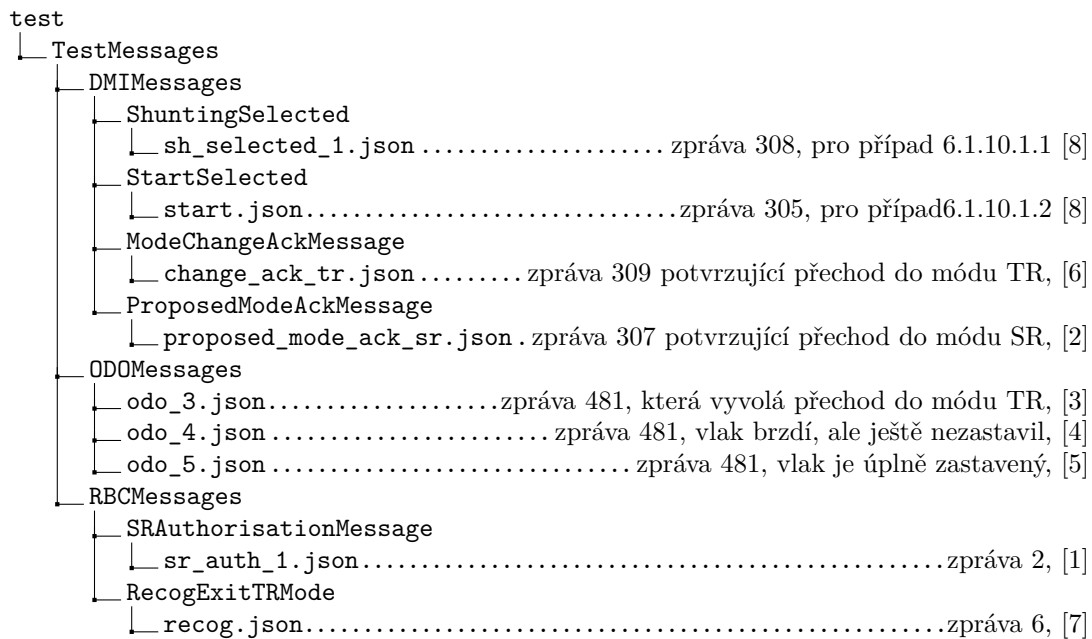 test
TestMessages
DMIMessages
ShuntingSelected
sh_selected_1.json ..................... zpráva 308, pro případ 6.1.10.1.1 [8]
StartSelected
start.json............................... zpráva 305, pro případ6.1.10.1.2 [8]
ModeChangeAckMessage
change_ack_tr.json ......... zpráva 309 potvrzující přechod do módu TR, [6]
ProposedModeAckMessage
proposed_mode_ack_sr.json . zpráva 307 potvrzující přechod do módu SR, [2]
ODOMessages
odo_3.json................... zpráva 481, která vyvolá přechod do módu TR, [3]
odo_4.json ....................... zpráva 481, vlak brzdí, ale ještě nezastavil, [4]
odo_5.json .............................. zpráva 481, vlak je úplně zastavený, [5]
RBCMessages
SRAuthorisationMessage
sr_auth_1.json................................................ zpráva 2, [1]
RecogExitTRMode
recog.json.................................................... zpráva 6, [7]